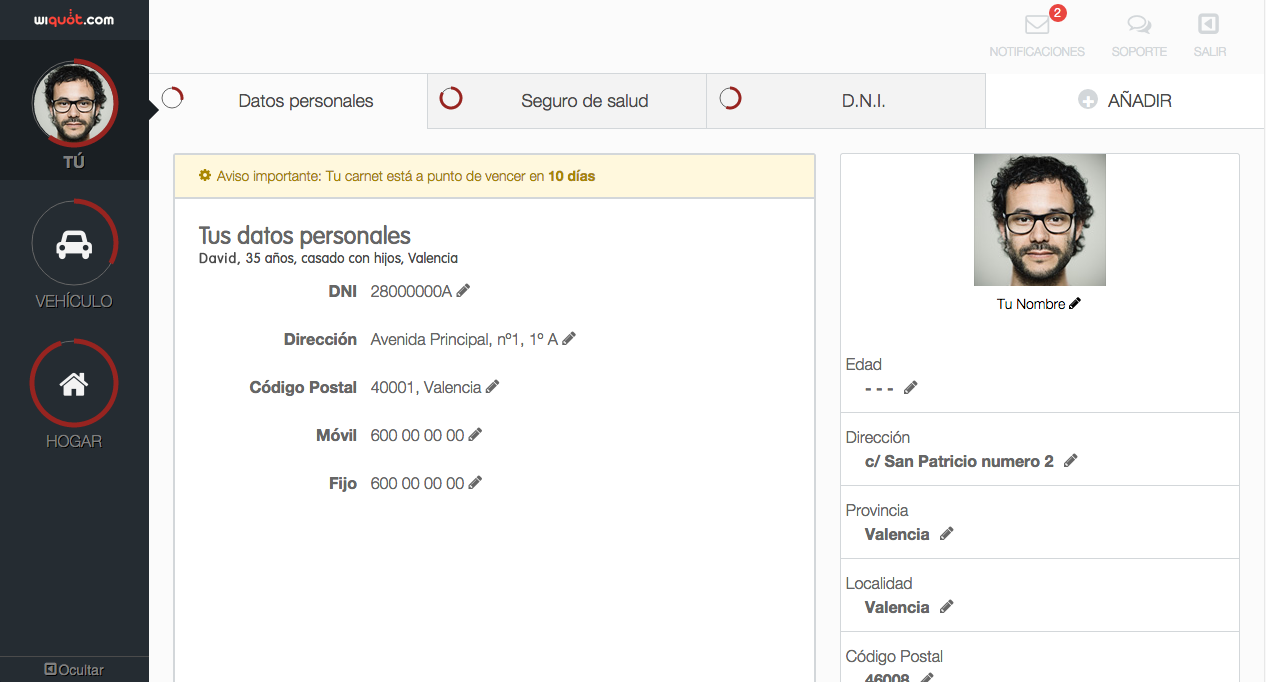 wiquot.com
2
NOTIFICACIONES
SOPORTE
SALIR
TÚ
VEHÍCULO
HOGAR
Ocultar
Datos personales
Seguro de salud
D.N.I.
AÑADIR
Aviso importante: Tu carnet está a punto de vencer en 10 días
Tus datos personales
David, 35 años, casado con hijos, Valencia
DNI 28000000A
Dirección Avenida Principal, nº1, 1º A
Código Postal 40001, Valencia
Móvil 600 00 00 00
Fijo 600 00 00 00
Tu Nombre
Edad
- - -
Dirección
c/ San Patricio numero 2
Provincia
Valencia
Localidad
Valencia
Código Postal
46008